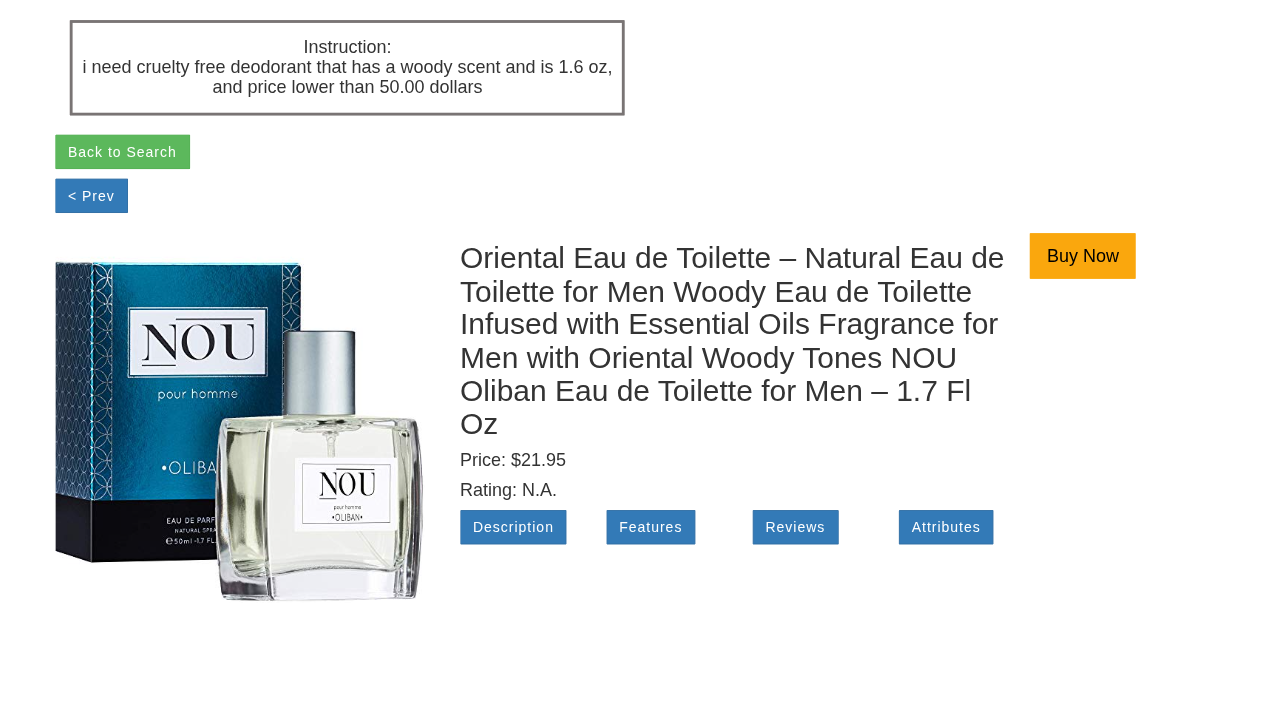 Instruction:
i need cruelty free deodorant that has a woody scent and is 1.6 oz,
and price lower than 50.00 dollars
Back to Search
< Prev
NOU
pour homme
•OLIBA
EAU DE PARF
NATURAL SPRA
℮50ml -1.7 FL.
NOU
pour homme
•OLIBAN•
Oriental Eau de Toilette – Natural Eau de
Toilette for Men Woody Eau de Toilette
Infused with Essential Oils Fragrance for
Men with Oriental Woody Tones NOU
Oliban Eau de Toilette for Men – 1.7 Fl
Oz
Price: $21.95
Rating: N.A.
Description
Features
Reviews
Attributes
Buy Now